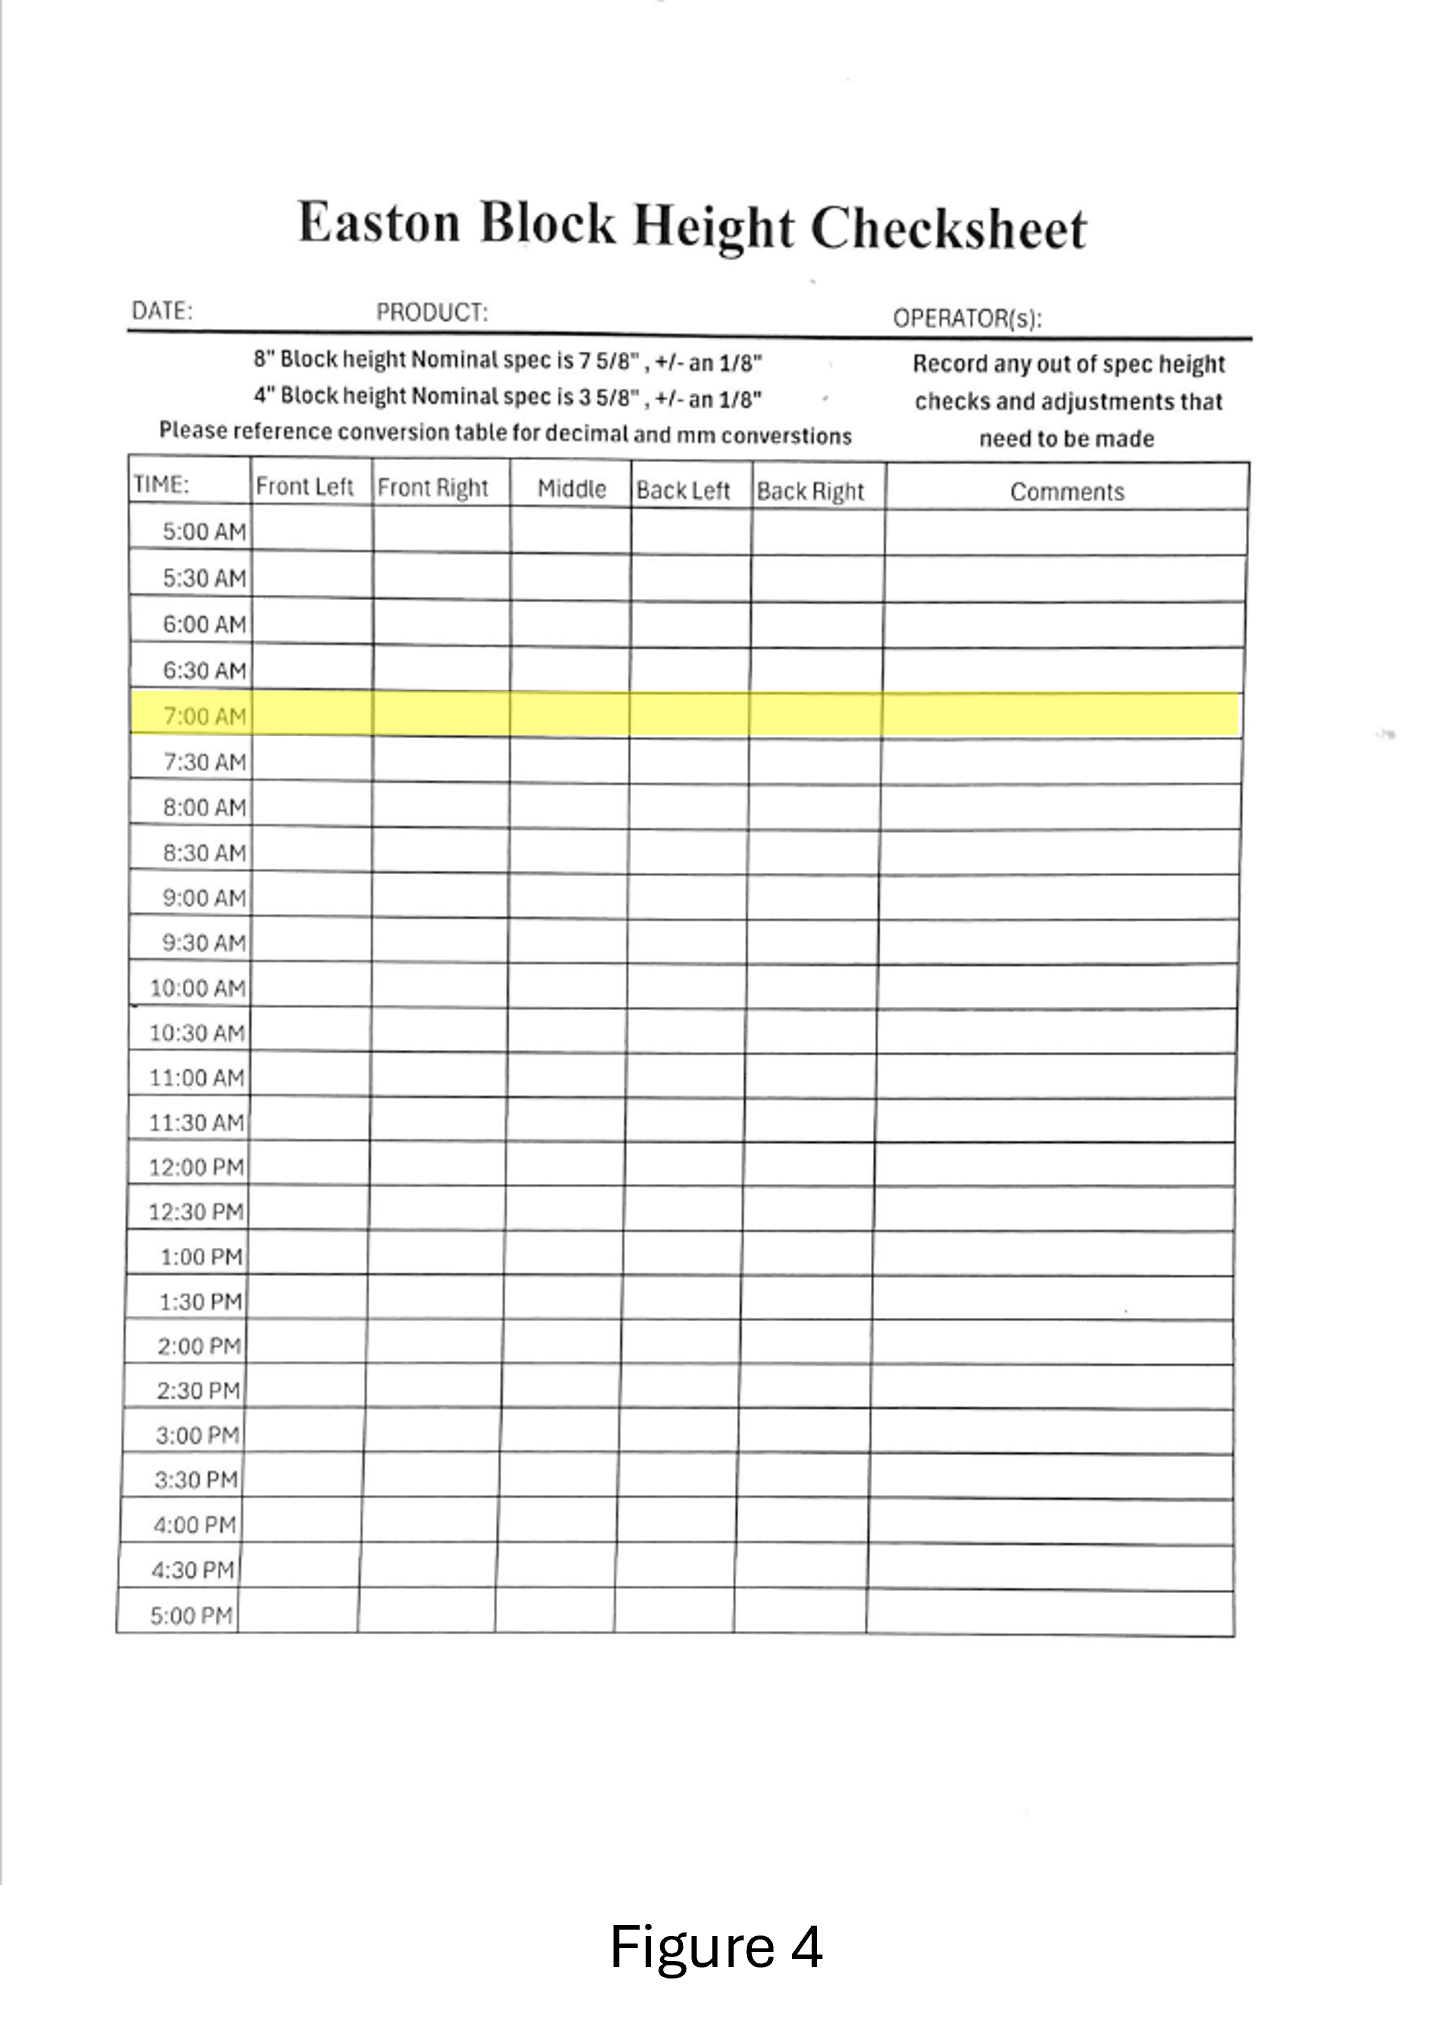 Easton Block Height Checksheet
DATE: PRODUCT: OPERATOR(s):
8" Block height Nominal spec is 7 5/8" , +/- an 1/8"
4" Block height Nominal spec is 3 5/8" , +/- an 1/8"
Please reference conversion table for decimal and mm converstions
Record any out of spec height
checks and adjustments that
need to be made
TIME: Front Left Front Right Middle Back Left Back Right Comments
5:00 AM
5:30 AM
6:00 AM
6:30 AM
7:00 AM
7:30 AM
8:00 AM
8:30 AM
9:00 AM
9:30 AM
10:00 AM
10:30 AM
11:00 AM
11:30 AM
12:00 PM
12:30 PM
1:00 PM
1:30 PM
2:00 PM
2:30 PM
3:00 PM
3:30 PM
4:00 PM
4:30 PM
5:00 PM
Figure 4